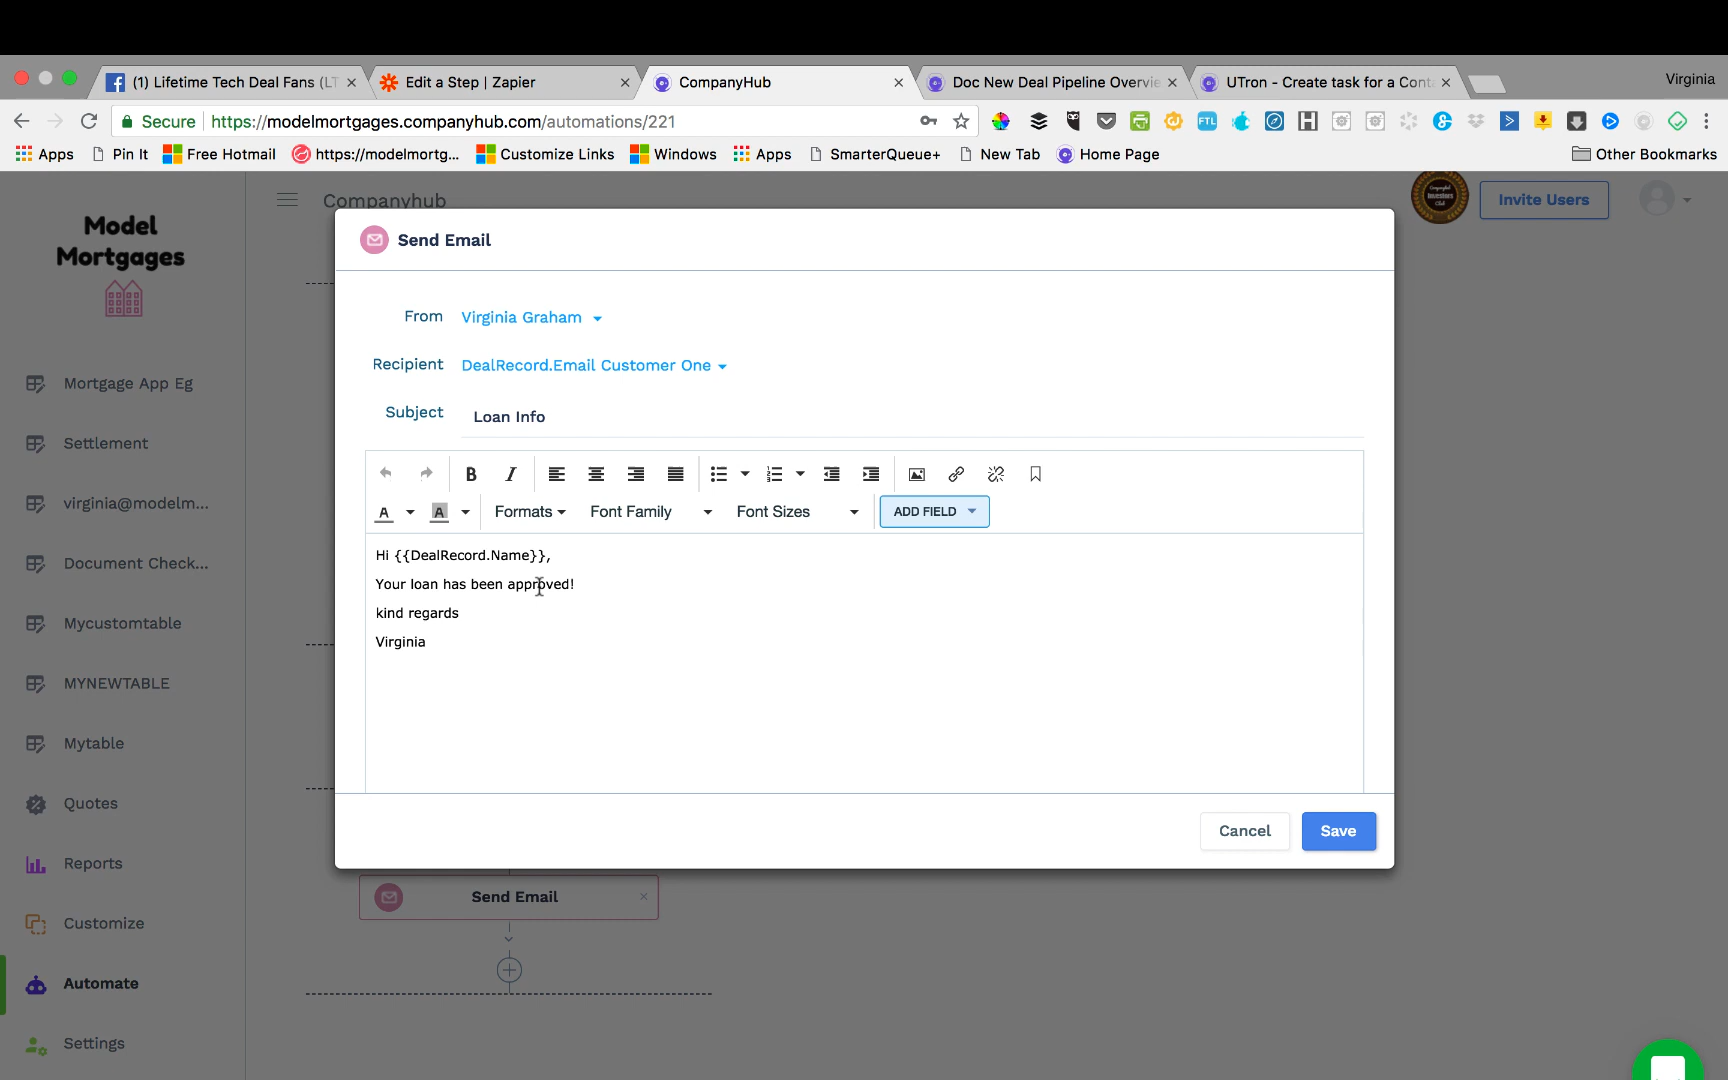 (1) Lifetime Tech Deal Fans (LT
Edit a Step | Zapier
CompanyHub
Doc New Deal Pipeline Overvie
UTron - Create task for a Cont
Virginia
Secure
https://modelmortgages.companyhub.com/automations/221
FTL
Apps
Pin It
Free Hotmail
https://modelmortg...
Customize Links
Windows
Apps
SmarterQueue+
New Tab
Home Page
Other Bookmarks
Model
Mortgages
Companyhub
Invite Users
Mortgage App Eg
Settlement
virginia@modelm...
Document Check...
Mycustomtable
MYNEWTABLE
Mytable
Quotes
Reports
Customize
Automate
Settings
Send Email
From
Virginia Graham
Recipient
DealRecord.Email Customer One
Subject
Loan Info
B
I
A
A
Formats
Font Family
Font Sizes
ADD FIELD
Hi {{DealRecord.Name}},
Your loan has been approved!
kind regards
Virginia
Cancel
Save
Send Email